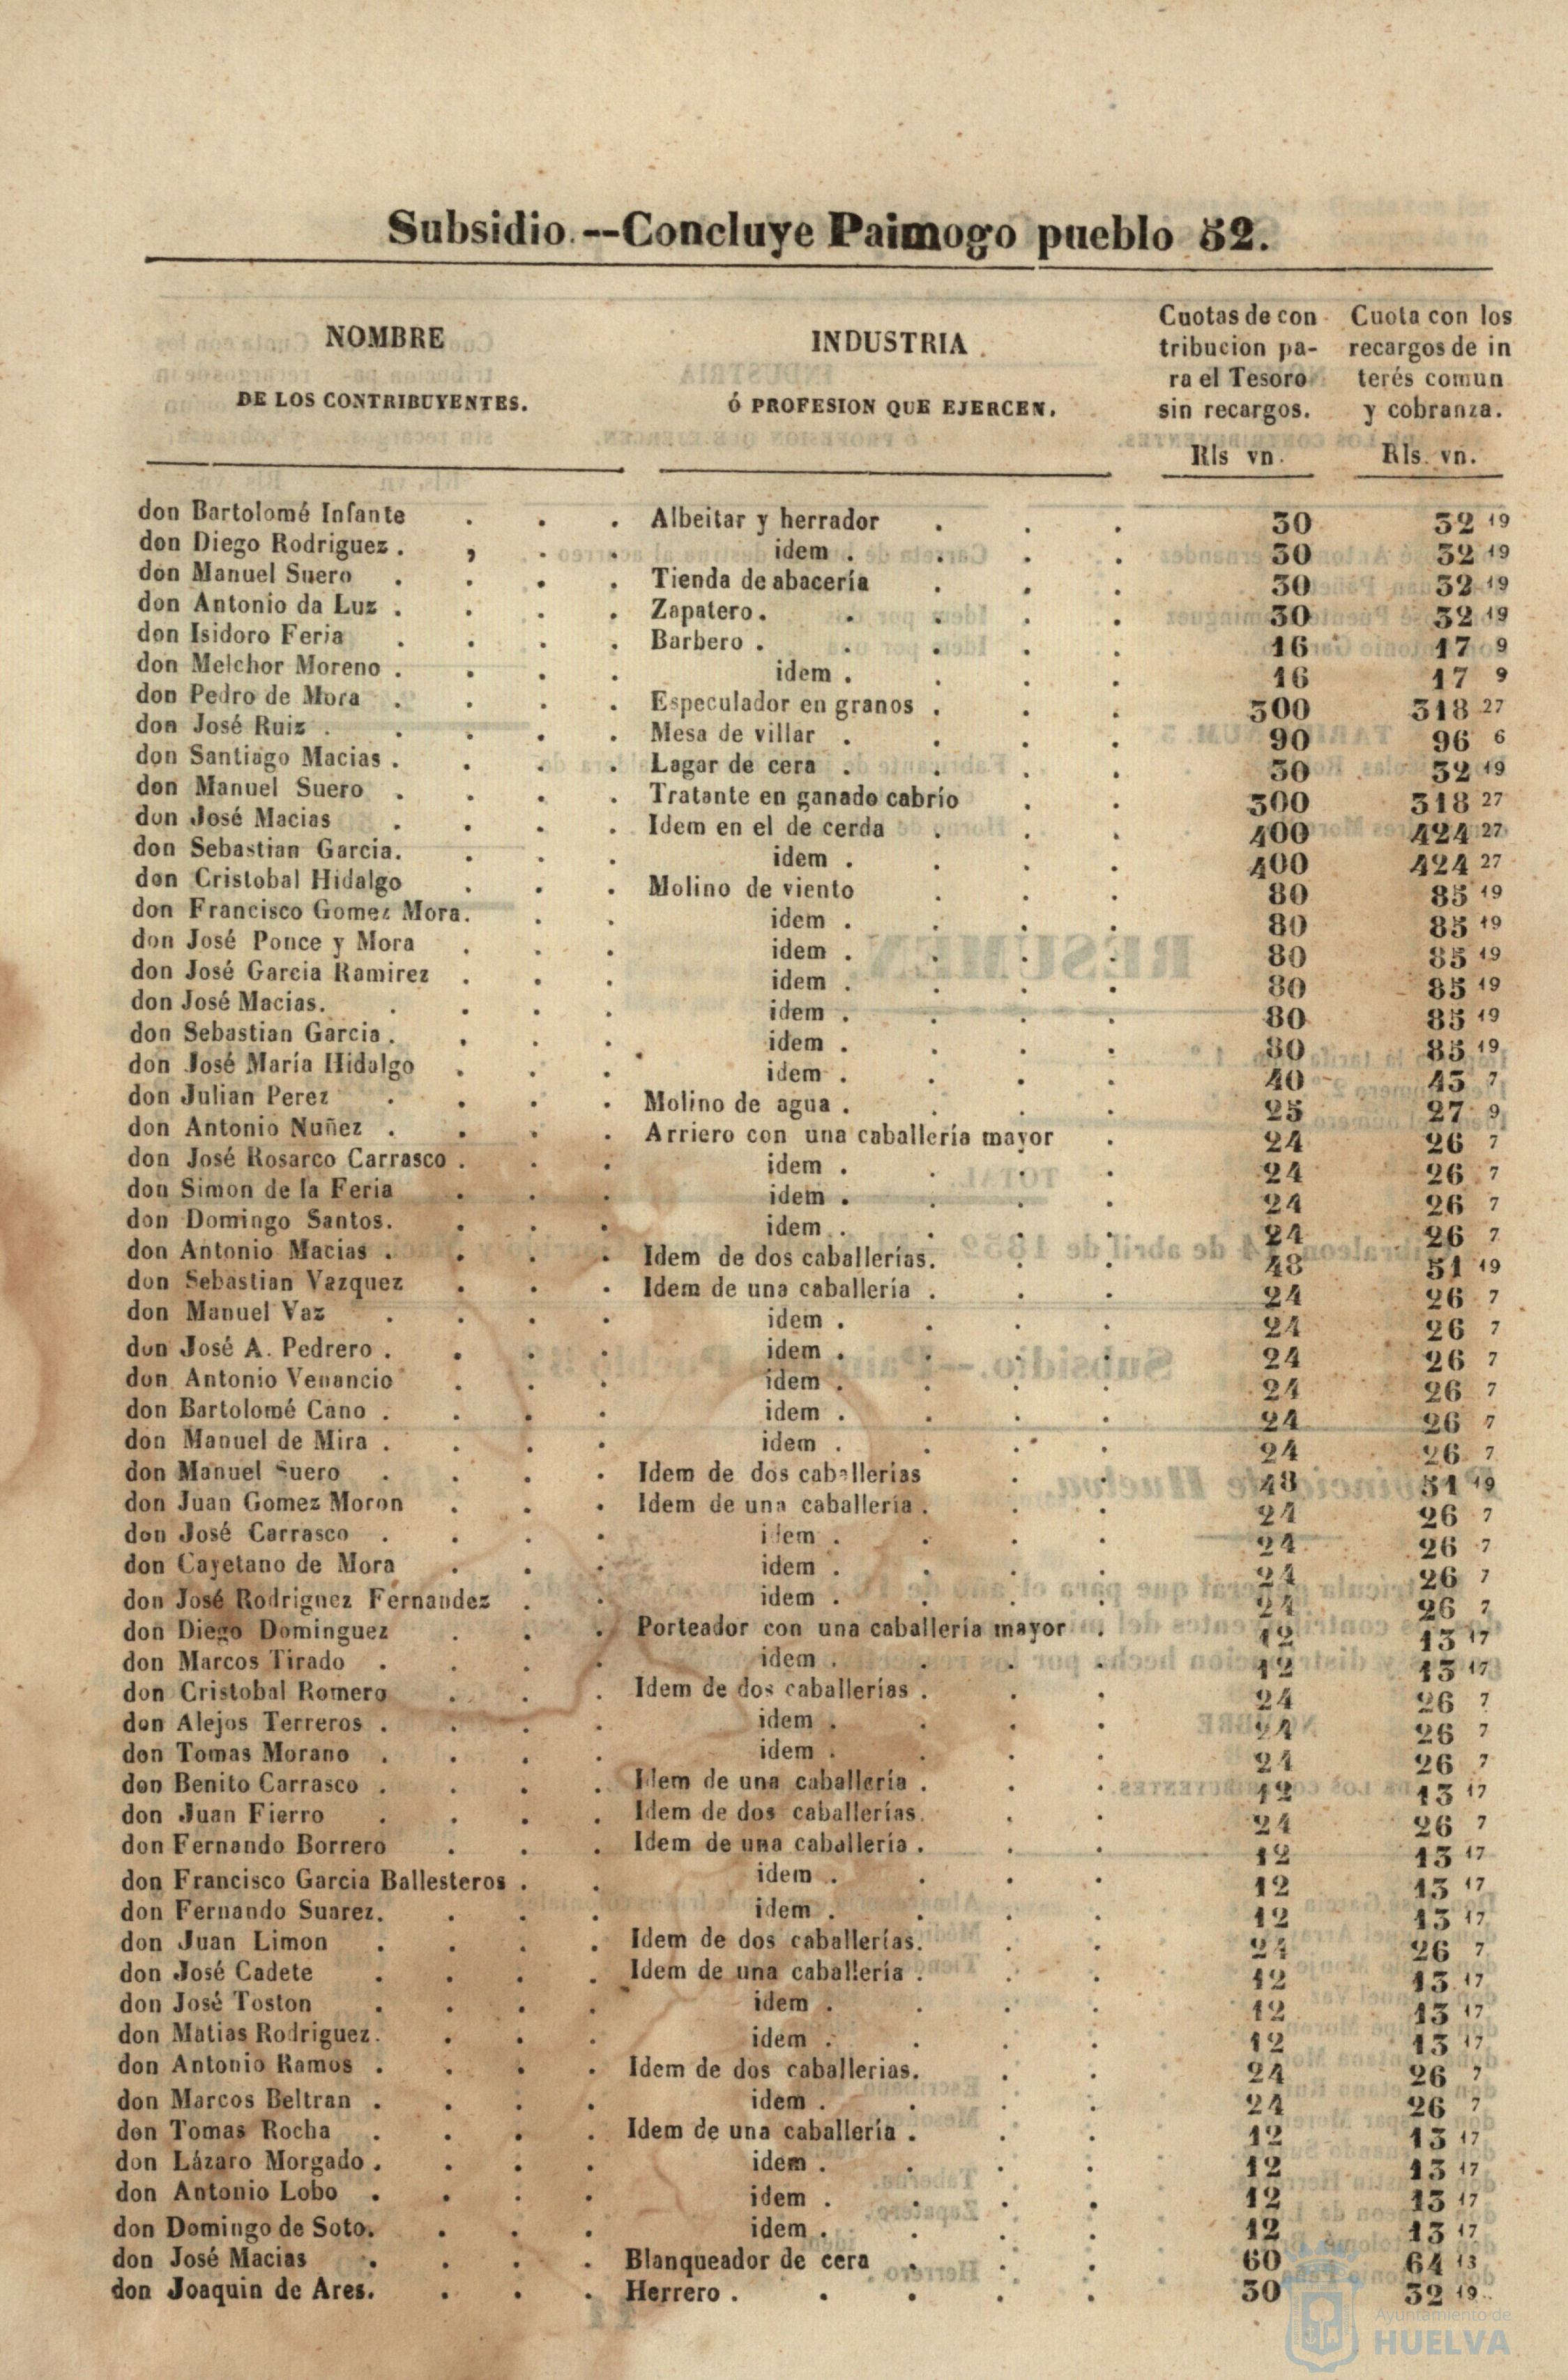 Subsidio.--Concluye Paimogo pueblo 52.
NOMBRE
DE LOS CONTRIBUYENTES.
INDUSTRIA
Ó PROFESION QUE EJERCEN.
Cuotas de con
tribucion pa-
ra el Tesoro
sin recargos.
Rls vn.
Cuota con los
recargos de in
terés comun
y cobranza.
Rls. vn.
don Bartolomé Infante . . . Albeitar y herrador . . . 30 32 19
don Diego Rodriguez . , . . idem . . . . 30 32 19
don Manuel Suero . . . . Tienda de abacería . . . 30 32 19
don Antonio da Luz . . . . Zapatero. . . . . 30 32 19
don Isidoro Feria . . . . Barbero . . . . . 16 17 9
don Melchor Moreno . . . . idem . . . . 16 17 9
don Pedro de Mora . . . . Especulador en granos . . . 300 318 27
don José Ruiz . . . . . Mesa de villar . . . . 90 96 6
don Santiago Macias . . . . Lagar de cera . . . . 30 32 19
don Manuel Suero . . . . Tratante en ganado cabrío . . 300 318 27
don José Macias . . . . Idem en el de cerda . . . 400 424 27
don Sebastian Garcia. . . . idem . . . . 400 424 27
don Cristobal Hidalgo . . . Molino de viento . . . 80 85 19
don Francisco Gomez Mora. . . idem . . . . 80 85 19
don José Ponce y Mora . . . idem . . . . 80 85 19
don José Garcia Ramirez . . . idem . . . . 80 85 19
don José Macias. . . . . idem . . . . 80 85 19
don Sebastian Garcia . . . . idem . . . . 80 85 19
don José María Hidalgo . . . idem . . . . 40 43 7
don Julian Perez . . . . Molino de agua . . . . 25 27 9
don Antonio Nuñez . . . . Arriero con una caballería mayor . 24 26 7
don José Rosarco Carrasco . . . idem . . . . 24 26 7
don Simon de la Feria . . . idem . . . . 24 26 7
don Domingo Santos. . . . idem . . . . 24 26 7
don Antonio Macias . . . . Idem de dos caballerías. . . 48 51 19
don Sebastian Vazquez . . . Idem de una caballería . . . 24 26 7
don Manuel Vaz . . . . idem . . . . 24 26 7
don José A. Pedrero . . . . idem . . . . 24 26 7
don Antonio Venancio . . . idem . . . . 24 26 7
don Bartolomé Cano . . . . idem . . . . 24 26 7
don Manuel de Mira . . . . idem . . . . 24 26 7
don Manuel Suero . . . . Idem de dos caballerías . . 48 51 19
don Juan Gomez Moron . . . Idem de una caballería . . . 24 26 7
don José Carrasco . . . . idem . . . . 24 26 7
don Cayetano de Mora . . . idem . . . . 24 26 7
don José Rodriguez Fernandez . . idem . . . . 24 26 7
don Diego Dominguez . . . Porteador con una caballería mayor . 12 13 17
don Marcos Tirado . . . . idem . . . . 12 13 17
don Cristobal Romero . . . Idem de dos caballerías . . . 24 26 7
don Alejos Terreros . . . . idem . . . . 24 26 7
don Tomas Morano . . . . idem . . . . 24 26 7
don Benito Carrasco . . . . Idem de una caballería . . . 12 13 17
don Juan Fierro . . . . Idem de dos caballerías. . . 24 26 7
don Fernando Borrero . . . Idem de una caballería . . . 12 13 17
don Francisco Garcia Ballesteros . . idem . . . . 12 13 17
don Fernando Suarez. . . . idem . . . . 12 13 17
don Juan Limon . . . . Idem de dos caballerías. . . 24 26 7
don José Cadete . . . . Idem de una caballería . . . 12 13 17
don José Toston . . . . idem . . . . 12 13 17
don Matias Rodriguez. . . . idem . . . . 12 13 17
don Antonio Ramos . . . . Idem de dos caballerias. . . 24 26 7
don Marcos Beltran . . . . idem . . . . 24 26 7
don Tomas Rocha . . . . Idem de una caballería . . . 12 13 17
don Lázaro Morgado . . . . idem . . . . 12 13 17
don Antonio Lobo . . . . idem . . . . 12 13 17
don Domingo de Soto. . . . idem . . . . 12 13 17
don José Macias . . . . Blanqueador de cera . . . 60 64 13
don Joaquin de Ares. . . . Herrero . . . . . 30 32 19
Ayuntamiento de
HUELVA